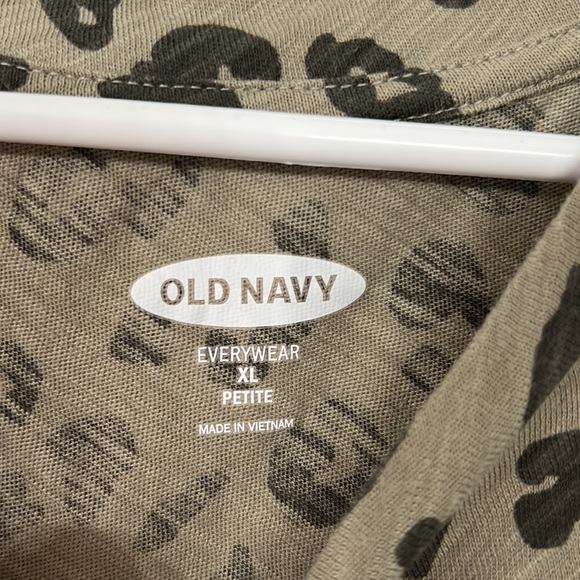 OLD NAVY
EVERYWEAR
XL
PETITE
MADE IN VIETNAM